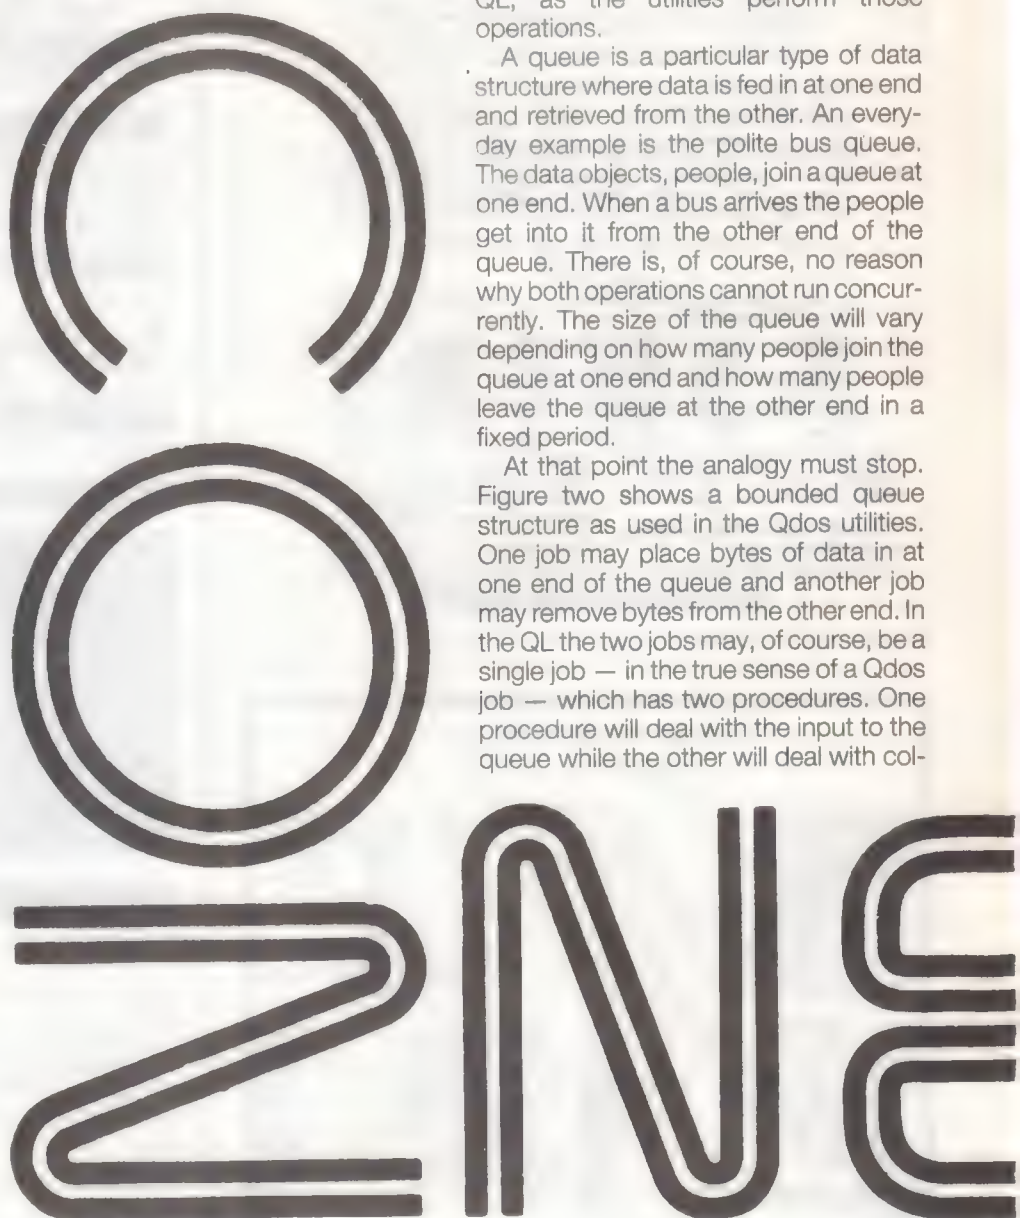 QL, as the utilities perform those
operations.
A queue is a particular type of data
structure where data is fed in at one end
and retrieved from the other. An every-
day example is the polite bus queue.
The data objects, people, join a queue at
one end. When a bus arrives the people
get into it from the other end of the
queue. There is, of course, no reason
why both operations cannot run concur-
rently. The size of the queue will vary
depending on how many people join the
queue at one end and how many people
leave the queue at the other end in a
fixed period.
At that point the analogy must stop.
Figure two shows a bounded queue
structure as used in the Qdos utilities.
One job may place bytes of data in at
one end of the queue and another job
may remove bytes from the other end. In
the QL the two jobs may, of course, be a
single job — in the true sense of a Qdos
job — which has two procedures. One
procedure will deal with the input to the
queue while the other will deal with col-
C
O
N N E